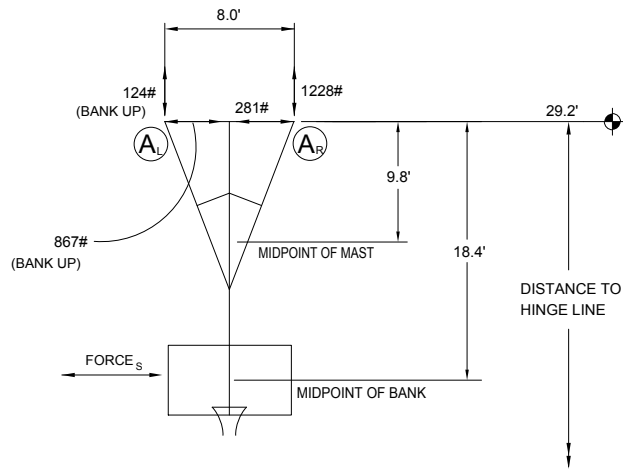 8.0'
124#
(BANK UP)
281#
1228#
29.2'
A L
A R
9.8'
867#
(BANK UP)
MIDPOINT OF MAST
18.4'
DISTANCE TO
HINGE LINE
FORCE S
MIDPOINT OF BANK